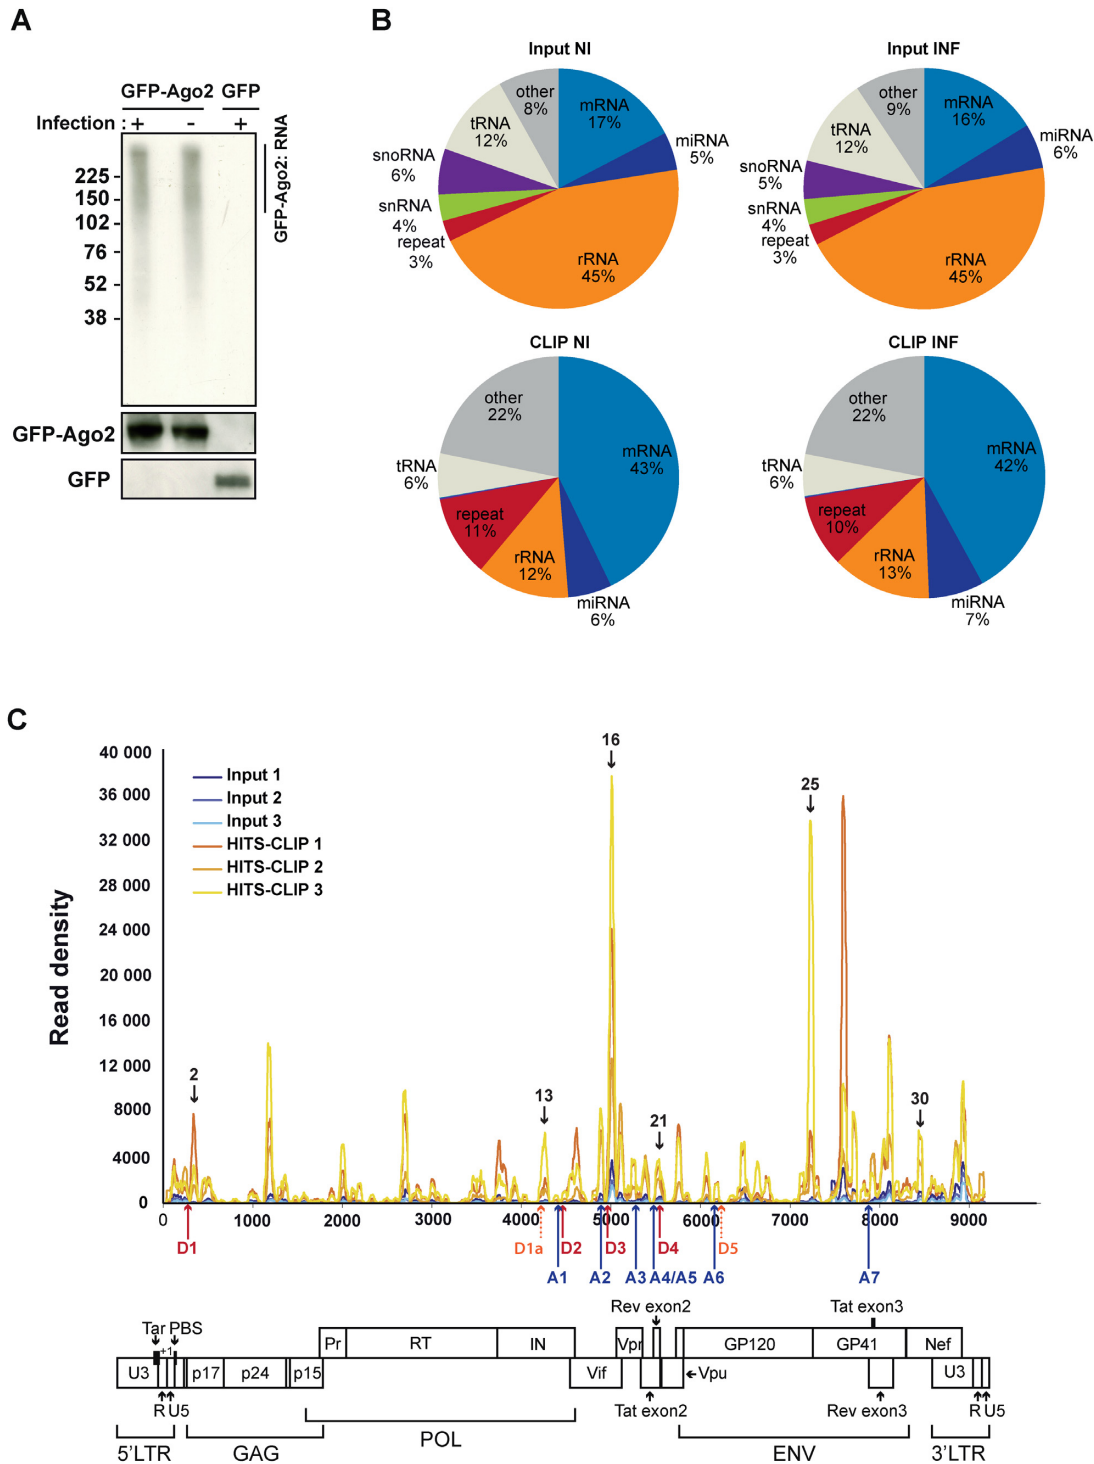 A
GFP-Ago2 GFP
Infection : + - +
225 -
150 -
102 -
76 -
52 -
38 -
GFP-Ago2: RNA
GFP-Ago2
GFP
B
Input NI
mRNA
17%
miRNA
5%
rRNA
45%
repeat
3%
snRNA
4%
snoRNA
6%
tRNA
12%
other
8%
Input INF
mRNA
16%
miRNA
6%
rRNA
45%
repeat
3%
snRNA
4%
snoRNA
5%
tRNA
12%
other
9%
CLIP NI
mRNA
43%
miRNA
6%
rRNA
12%
repeat
11%
tRNA
6%
other
22%
CLIP INF
mRNA
42%
miRNA
7%
rRNA
13%
repeat
10%
tRNA
6%
other
22%
C
Read density
40 000
36 000
32 000
28 000
24 000
20 000
16 000
12 000
8000
4000
0
Input 1
Input 2
Input 3
HITS-CLIP 1
HITS-CLIP 2
HITS-CLIP 3
2
13
16
21
25
30
0 1000 2000 3000 4000 5000 6000 7000 8000 9000
D1 D1a D2 D3 D4 D5
A1 A2 A3 A4/A5 A6 A7
Rev exon2 Tat exon3
Tar PBS
+1
Pr RT IN Vpr GP120 GP41 Nef
U3 p17 p24 p15 Vif Vpu U3
R U5 Tat exon2 Rev exon3 R U5
5'LTR GAG POL ENV 3'LTR